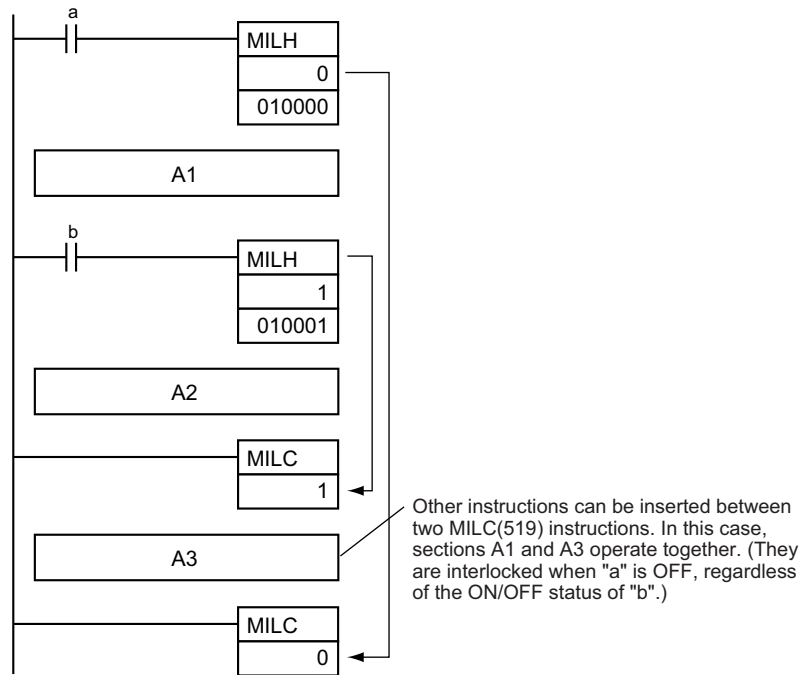 a
MILH
0
010000
A1
b
MILH
1
010001
A2
MILC
1
Other instructions can be inserted between
two MILC(519) instructions. In this case,
sections A1 and A3 operate together. (They
are interlocked when "a" is OFF, regardless
of the ON/OFF status of "b".)
A3
MILC
0